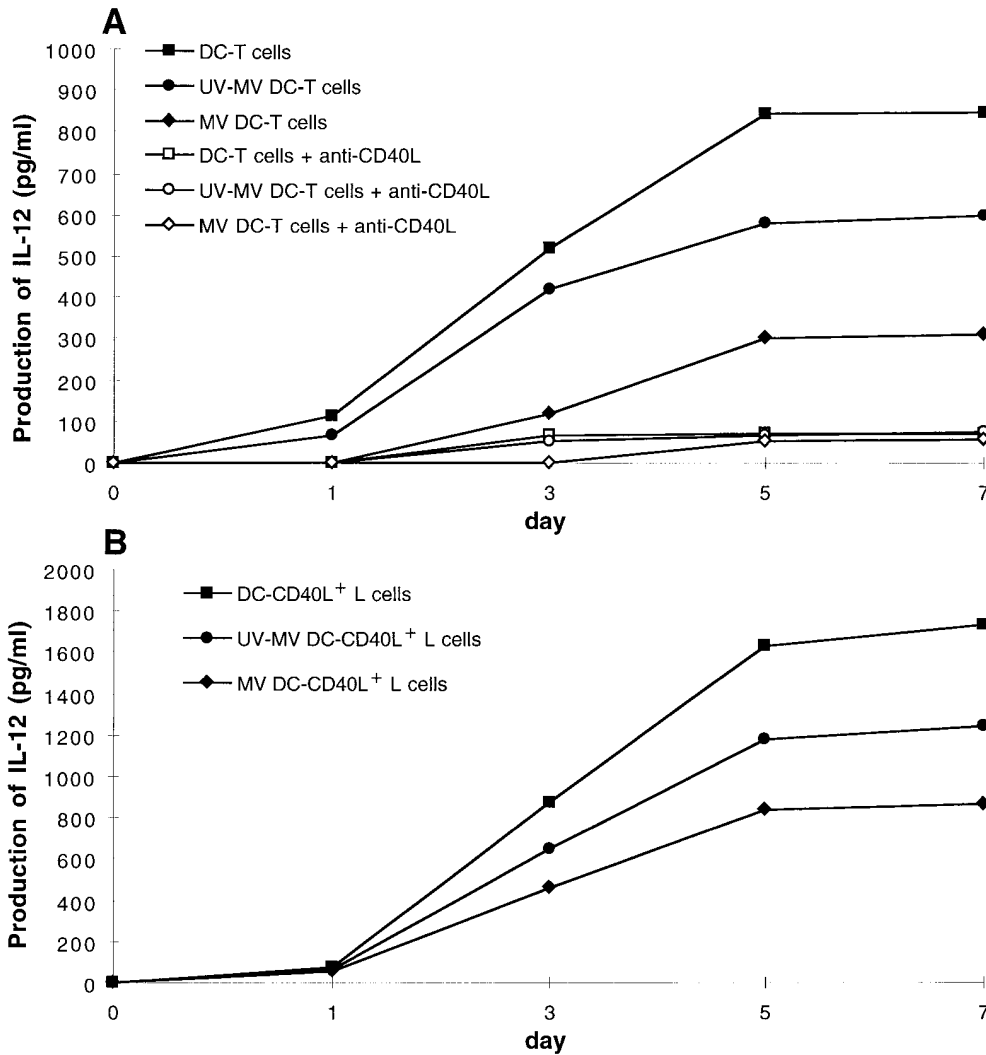 A
Production of IL-12 (pg/ml)
1000
900
800
700
600
500
400
300
200
100
0
DC-T cells
UV-MV DC-T cells
MV DC-T cells
DC-T cells + anti-CD40L
UV-MV DC-T cells + anti-CD40L
MV DC-T cells + anti-CD40L
0 1 3 5 7
day
B
Production of IL-12 (pg/ml)
2000
1800
1600
1400
1200
1000
800
600
400
200
0
DC-CD40L⁺ L cells
UV-MV DC-CD40L⁺ L cells
MV DC-CD40L⁺ L cells
0 1 3 5 7
day